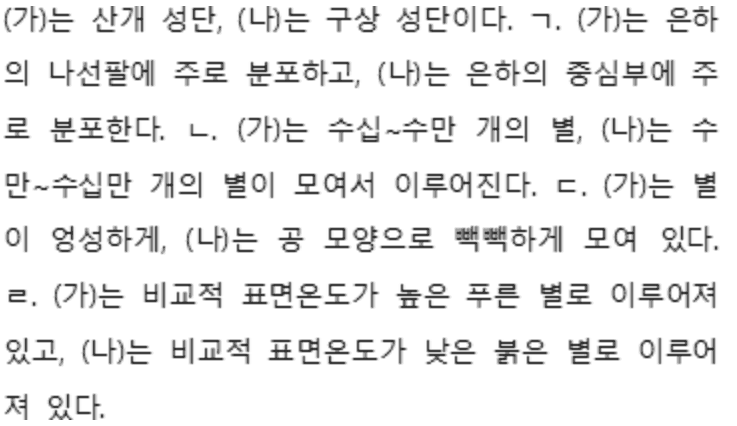 (가)는 산개 성단, (나)는 구상 성단이다. ㄱ. (가)는 은하
의 나선팔에 주로 분포하고, (나)는 은하의 중심부에 주
로 분포한다. ㄴ. (가)는 수십~수만 개의 별, (나)는 수
만~수십만 개의 별이 모여서 이루어진다. ㄷ. (가)는 별
이 엉성하게, (나)는 공 모양으로 빽빽하게 모여 있다.
ㄹ. (가)는 비교적 표면온도가 높은 푸른 별로 이루어져
있고, (나)는 비교적 표면온도가 낮은 붉은 별로 이루어
져 있다.